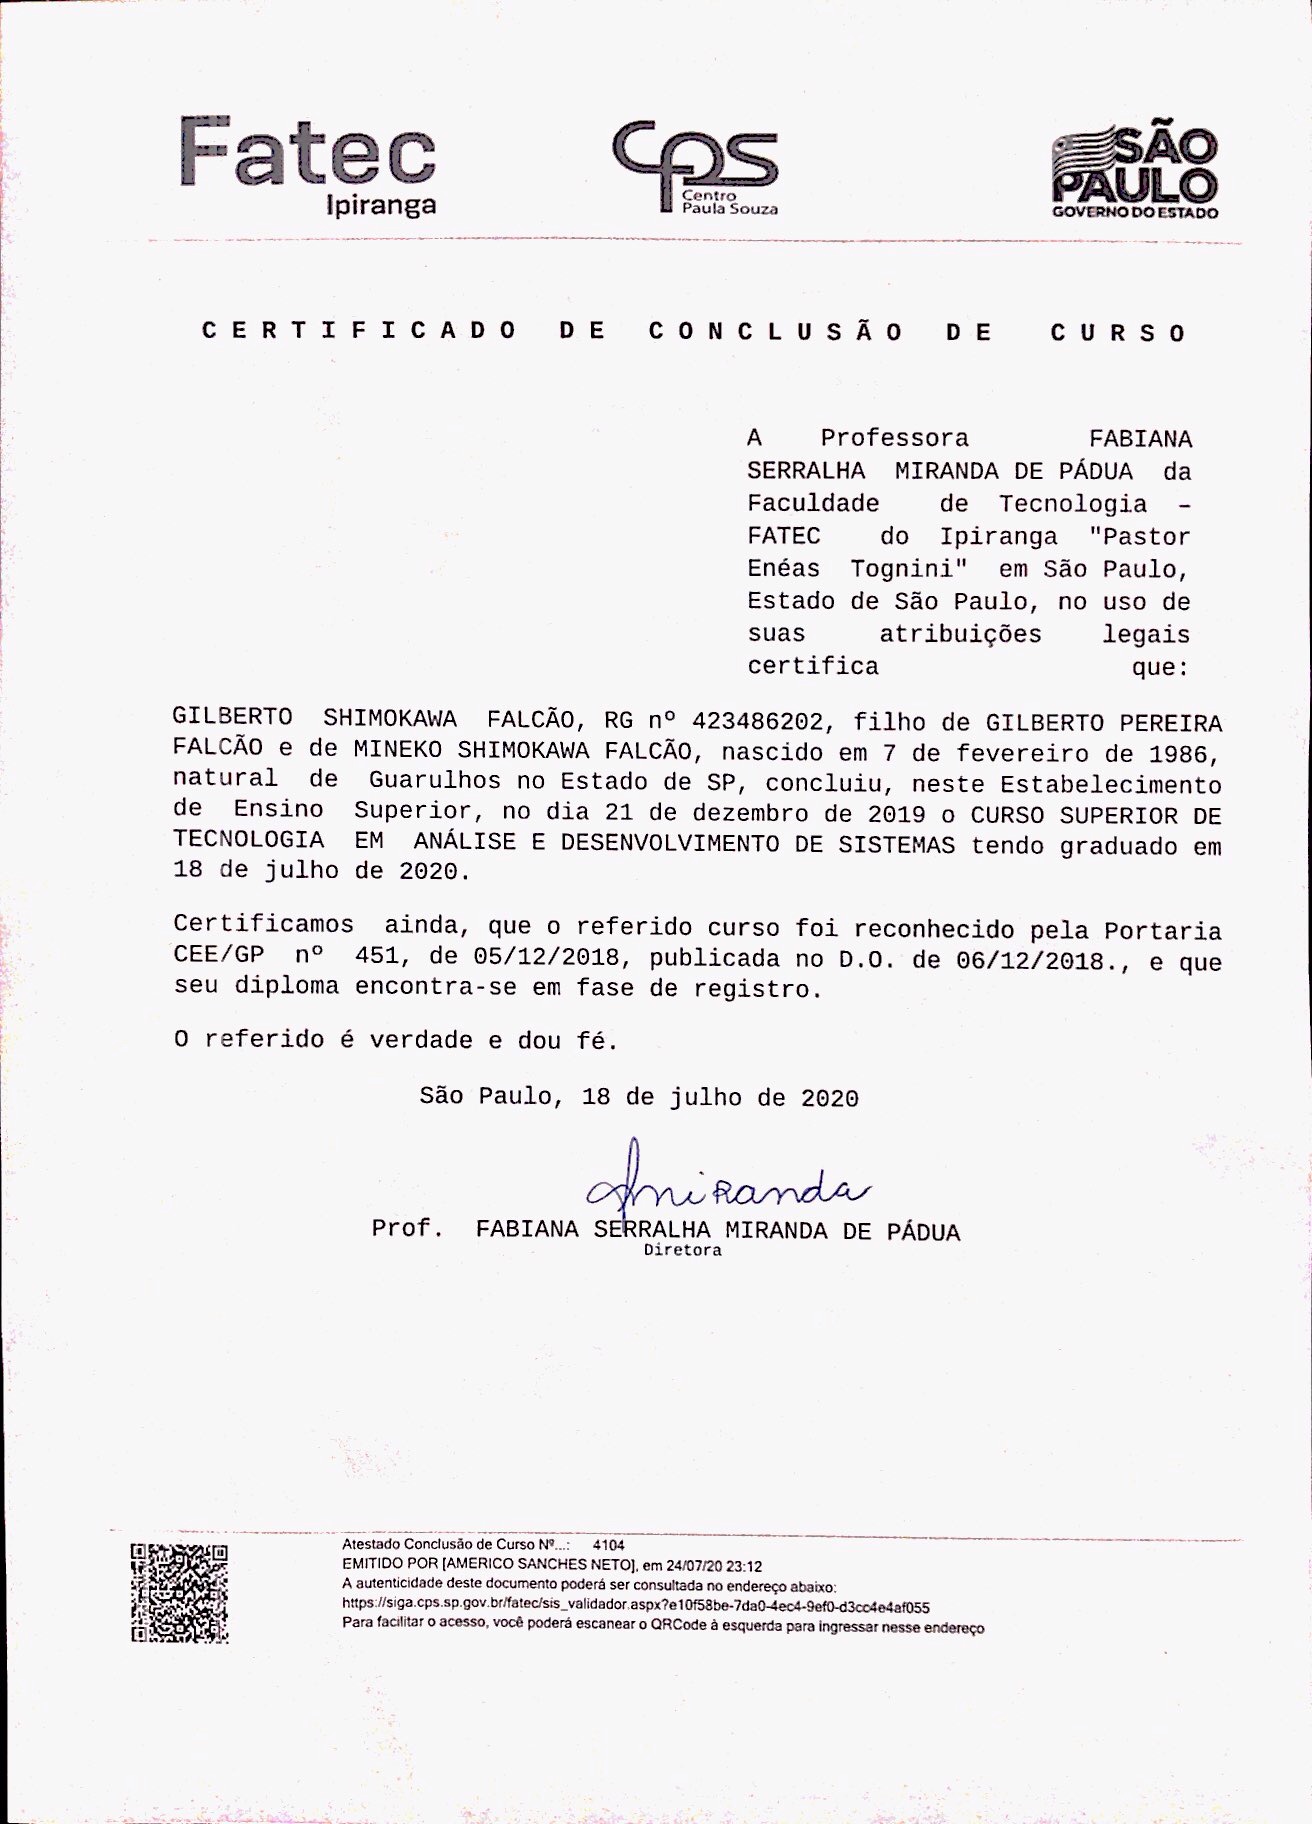 Fatec
Ipiranga
CPS
Centro
Paula Souza
SÃO
PAULO
GOVERNO DO ESTADO
CERTIFICADO DE CONCLUSÃO DE CURSO
A Professora FABIANA
SERRALHA MIRANDA DE PÁDUA da
Faculdade de Tecnologia –
FATEC do Ipiranga "Pastor
Enéas Tognini" em São Paulo,
Estado de São Paulo, no uso de
suas atribuições legais
certifica que:
GILBERTO SHIMOKAWA FALCÃO, RG nº 423486202, filho de GILBERTO PEREIRA
FALCÃO e de MINEKO SHIMOKAWA FALCÃO, nascido em 7 de fevereiro de 1986,
natural de Guarulhos no Estado de SP, concluiu, neste Estabelecimento
de Ensino Superior, no dia 21 de dezembro de 2019 o CURSO SUPERIOR DE
TECNOLOGIA EM ANÁLISE E DESENVOLVIMENTO DE SISTEMAS tendo graduado em
18 de julho de 2020.
Certificamos ainda, que o referido curso foi reconhecido pela Portaria
CEE/GP nº 451, de 05/12/2018, publicada no D.O. de 06/12/2018., e que
seu diploma encontra-se em fase de registro.
O referido é verdade e dou fé.
São Paulo, 18 de julho de 2020
Prof. FABIANA SERRALHA MIRANDA DE PÁDUA
Diretora
Atestado Conclusão de Curso Nº...: 4104
EMITIDO POR [AMERICO SANCHES NETO], em 24/07/20 23:12
A autenticidade deste documento poderá ser consultada no endereço abaixo:
https://siga.cps.sp.gov.br/fatec/sis_validador.aspx?e10f58be-7da0-4ec4-9ef0-d3cc4e4af055
Para facilitar o acesso, você poderá escanear o QRCode à esquerda para ingressar nesse endereço